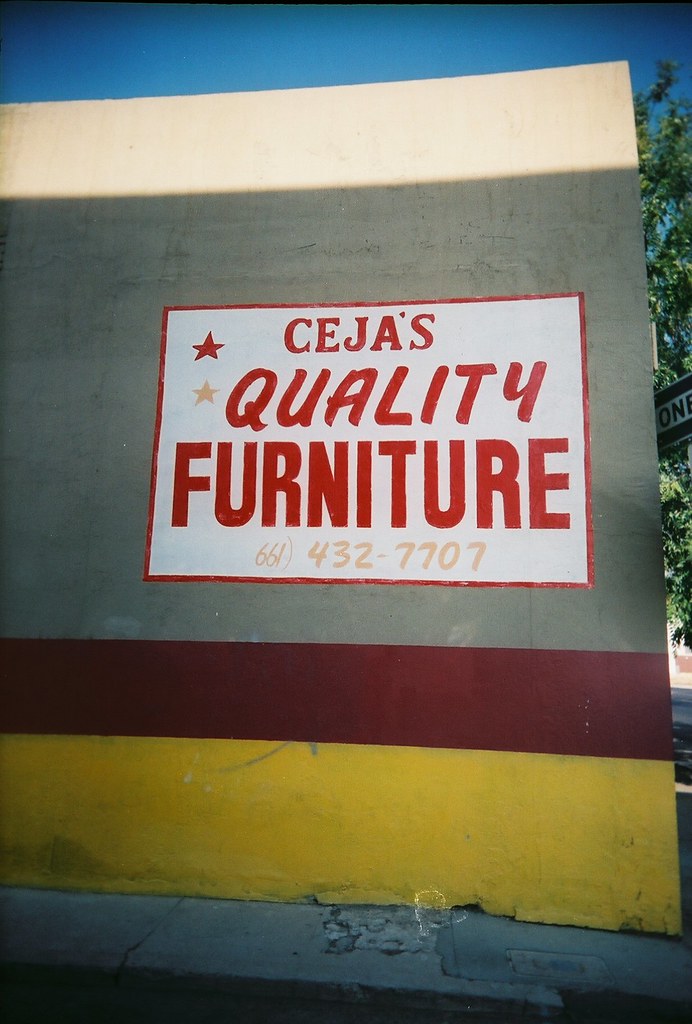 CEJA'S
QUALITY
FURNITURE
661) 432-7707
ONE